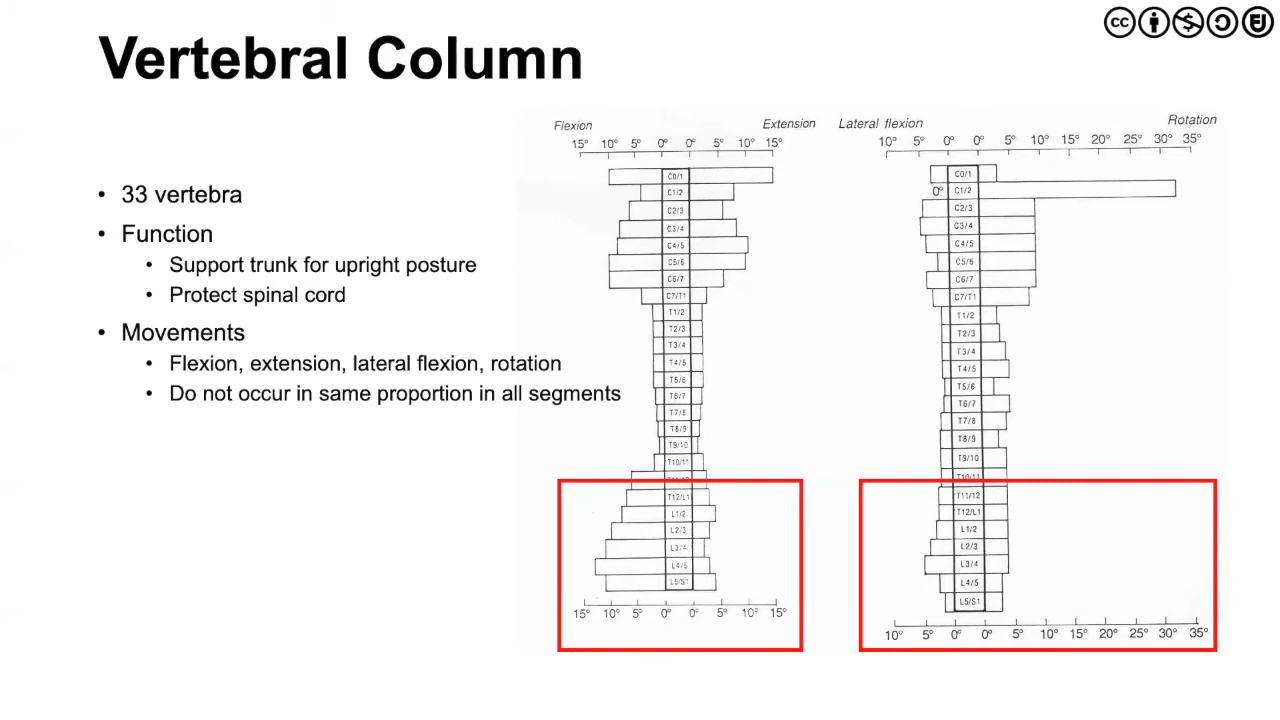 Vertebral Column
33 vertebra
Function
Support trunk for upright posture
Protect spinal cord
Movements
Flexion, extension, lateral flexion, rotation
Do not occur in same proportion in all segments
Flexion
Extension
15° 10° 5° 0° 0° 5° 10° 15°
C0/1
C1/2
C2/3
C3/4
C4/5
C5/6
C6/7
C7/T1
T1/2
T2/3
T3/4
T4/5
T5/6
T6/7
T7/8
T8/9
T9/10
T10/11
T12/L1
L1/2
L2/3
L3/4
L4/5
L5/S1
15° 10° 5° 0° 0° 5° 10° 15°
Lateral flexion
Rotation
10° 5° 0° 0° 5° 10° 15° 20° 25° 30° 35°
C0/1
0° C1/2
C2/3
C3/4
C4/5
C5/6
C6/7
C7/T1
T1/2
T2/3
T3/4
T4/5
T5/6
T6/7
T7/8
T8/9
T9/10
T10/11
T11/12
T12/L1
L1/2
L2/3
L3/4
L4/5
L5/S1
10° 5° 0° 0° 5° 10° 15° 20° 25° 30° 35°